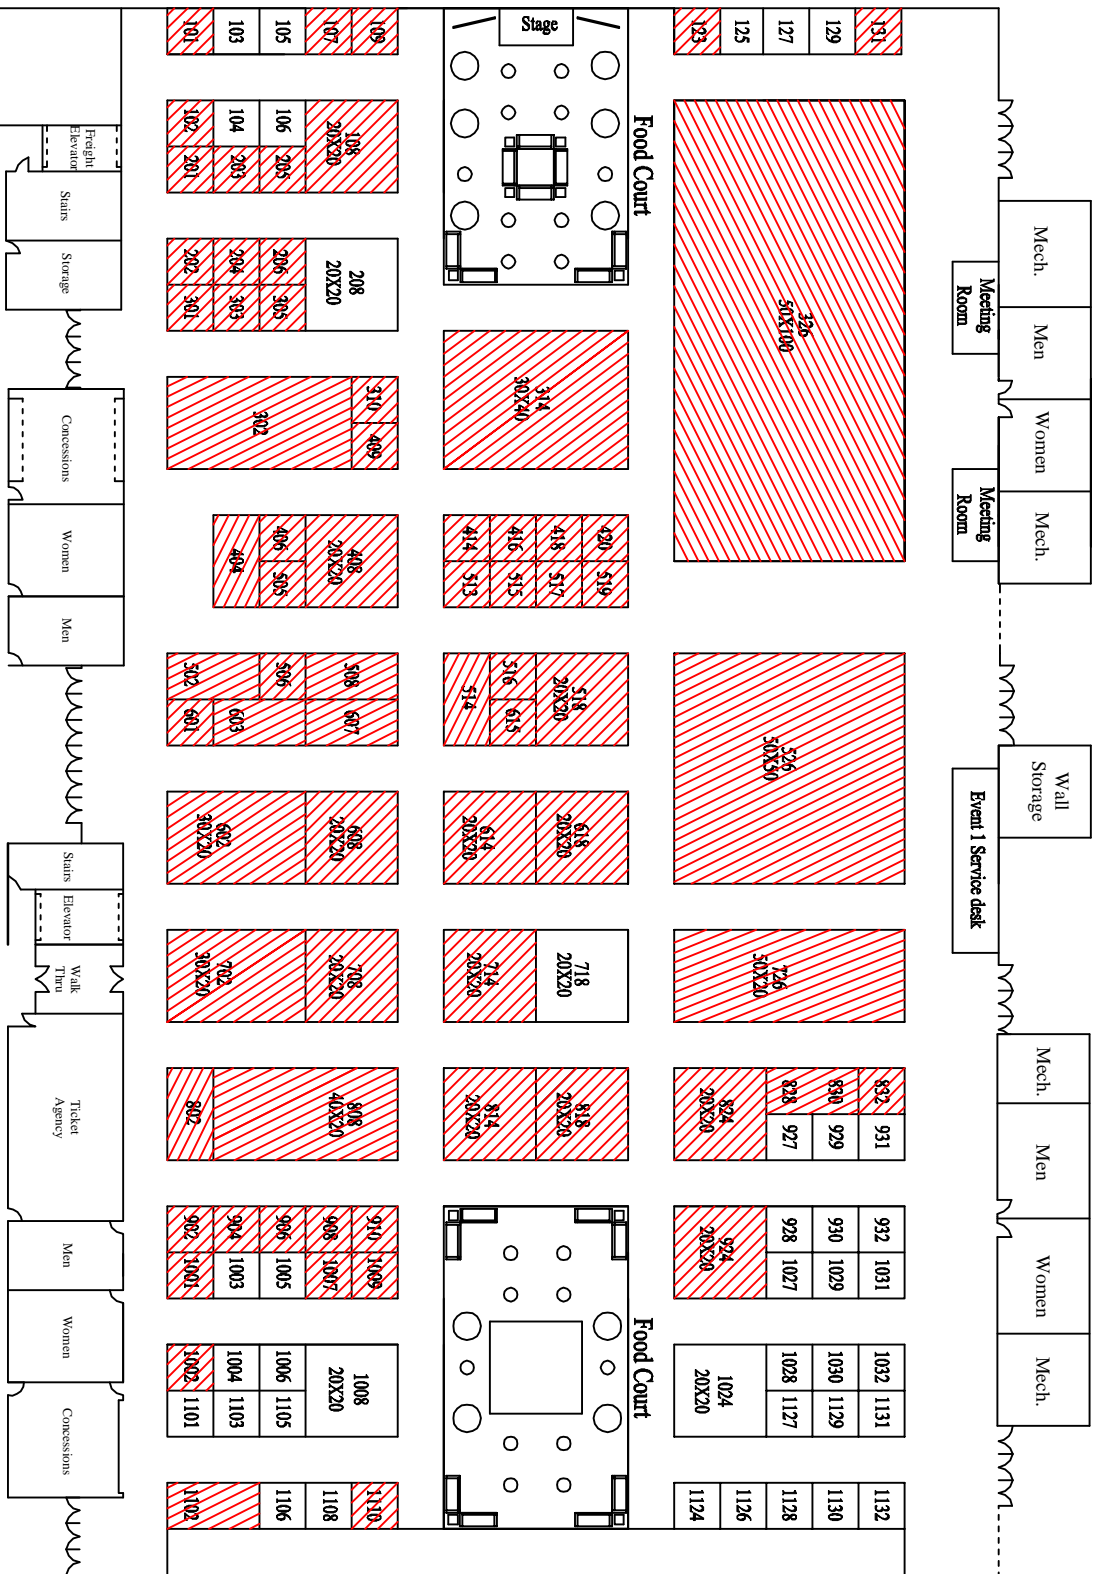 101
103
105
107
109
Stage
123
125
127
129
131
102
104
106
108
20X20
201
203
205
Food Court
326
50X100
Freight
Elevator
Stairs
Storage
Mech.
Meeting
Room
Men
202
204
206
208
20X20
301
303
305
302
310
409
314
30X40
Concessions
Women
Men
Women
Meeting
Room
Mech.
404
406
505
408
20X20
414
416
418
420
513
515
517
519
502
506
508
601
603
607
514
516
615
518
20X20
526
50X50
Wall
Storage
Event 1 Service desk
602
30X20
608
20X20
614
20X20
618
20X20
Stairs
Elevator
Walk
Thru
702
30X20
708
20X20
714
20X20
718
20X20
726
50X20
Ticket
Agency
802
808
40X20
814
20X20
818
20X20
824
20X20
828
830
832
927
929
931
Mech.
Men
Women
Mech.
902
904
906
908
910
1001
1003
1005
1007
1009
924
20X20
928
930
932
1027
1029
1031
Men
Women
Concessions
1002
1004
1006
1008
20X20
1101
1103
1105
Food Court
1024
20X20
1028
1030
1032
1127
1129
1131
1102
1106
1108
1110
1124
1126
1128
1130
1132